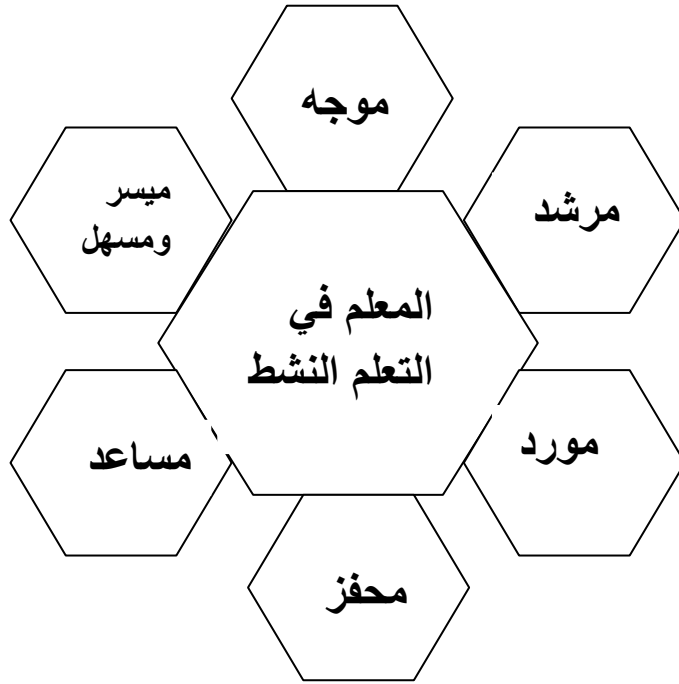 موجه
مرشد
ميسر
ومسهل
المعلم في
التعلم النشط
مورد
مساعد
محفز